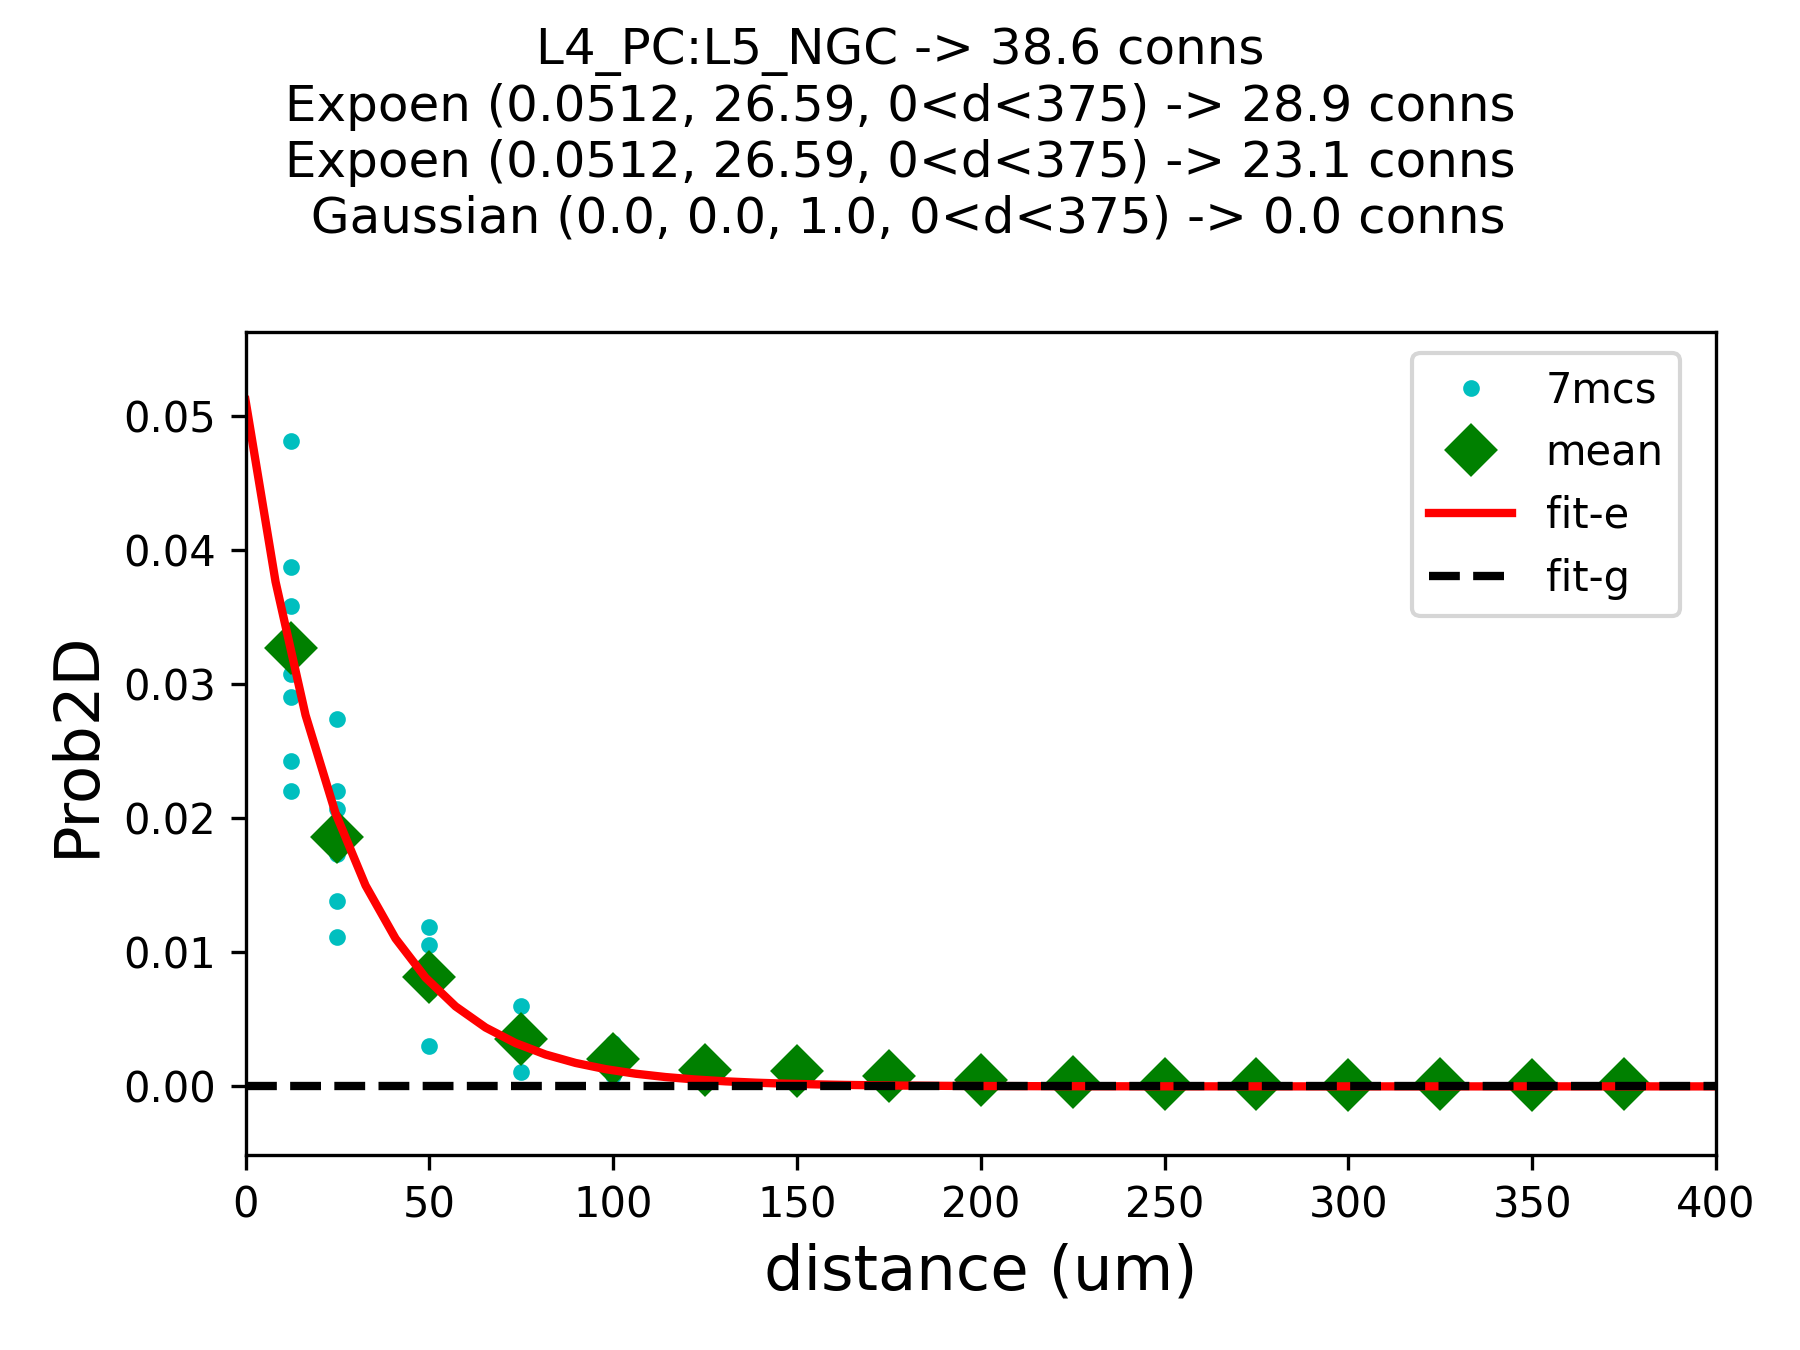 L4_PC:L5_NGC -> 38.6 conns
Expoen (0.0512, 26.59, 0<d<375) -> 28.9 conns
Expoen (0.0512, 26.59, 0<d<375) -> 23.1 conns
Gaussian (0.0, 0.0, 1.0, 0<d<375) -> 0.0 conns
7mcs
mean
fit-e
fit-g
Prob2D
0.05
0.04
0.03
0.02
0.01
0.00
0 50 100 150 200 250 300 350 400
distance (um)